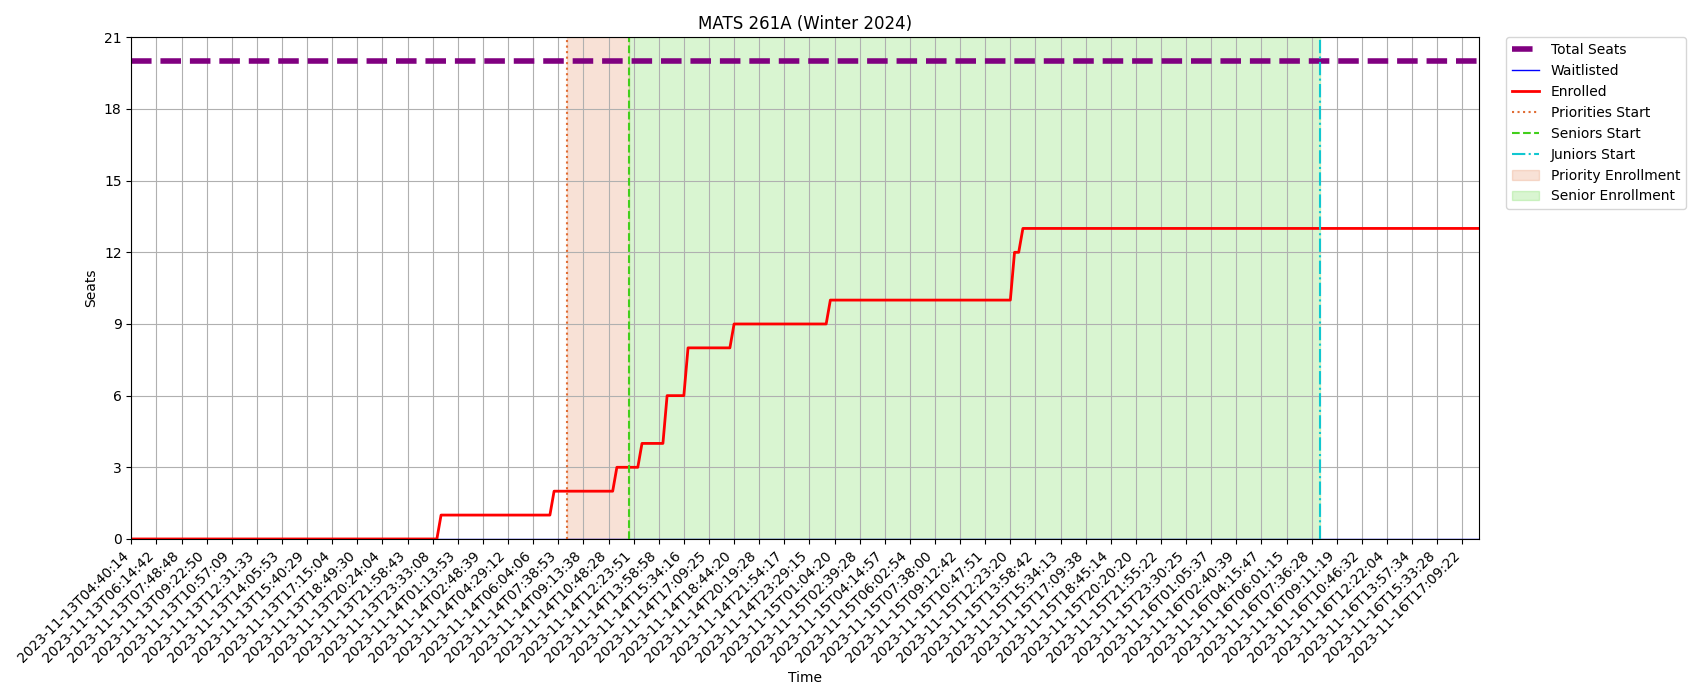 MATS 261A (Winter 2024)
21
18
15
12
9
6
3
0
Seats
2023-11-13T04:40:14
2023-11-13T06:14:42
2023-11-13T07:48:48
2023-11-13T09:22:50
2023-11-13T10:57:09
2023-11-13T12:31:33
2023-11-13T14:05:53
2023-11-13T15:40:29
2023-11-13T17:15:04
2023-11-13T18:49:30
2023-11-13T20:24:04
2023-11-13T21:58:43
2023-11-13T23:33:08
2023-11-14T01:13:53
2023-11-14T02:48:39
2023-11-14T04:29:12
2023-11-14T06:04:06
2023-11-14T07:38:53
2023-11-14T09:13:38
2023-11-14T10:48:28
2023-11-14T12:23:51
2023-11-14T13:58:58
2023-11-14T15:34:16
2023-11-14T17:09:25
2023-11-14T18:44:20
2023-11-14T20:19:28
2023-11-14T21:54:17
2023-11-14T23:29:15
2023-11-15T01:04:20
2023-11-15T02:39:28
2023-11-15T04:14:57
2023-11-15T06:02:54
2023-11-15T07:38:00
2023-11-15T09:12:42
2023-11-15T10:47:51
2023-11-15T12:23:20
2023-11-15T13:58:42
2023-11-15T15:34:13
2023-11-15T17:09:38
2023-11-15T18:45:14
2023-11-15T20:20:20
2023-11-15T21:55:22
2023-11-15T23:30:25
2023-11-16T01:05:37
2023-11-16T02:40:39
2023-11-16T04:15:47
2023-11-16T06:01:15
2023-11-16T07:36:28
2023-11-16T09:11:19
2023-11-16T10:46:32
2023-11-16T12:22:04
2023-11-16T13:57:34
2023-11-16T15:33:28
2023-11-16T17:09:22
Time
Total Seats
Waitlisted
Enrolled
Priorities Start
Seniors Start
Juniors Start
Priority Enrollment
Senior Enrollment